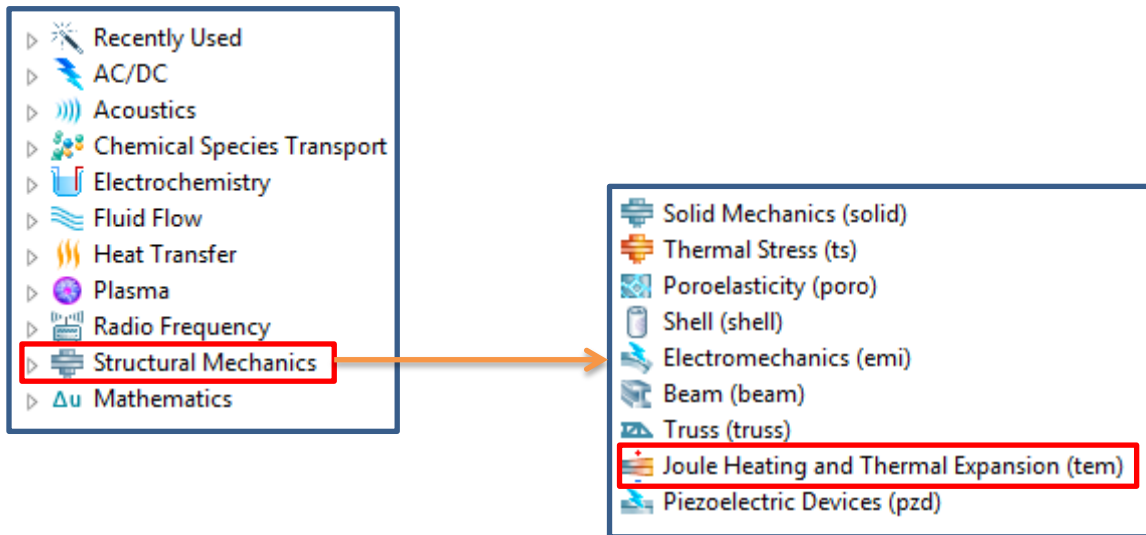 Recently Used
AC/DC
Acoustics
Chemical Species Transport
Electrochemistry
Fluid Flow
Heat Transfer
Plasma
Radio Frequency
Structural Mechanics
Δu Mathematics
Solid Mechanics (solid)
Thermal Stress (ts)
Poroelasticity (poro)
Shell (shell)
Electromechanics (emi)
Beam (beam)
Truss (truss)
Joule Heating and Thermal Expansion (tem)
Piezoelectric Devices (pzd)